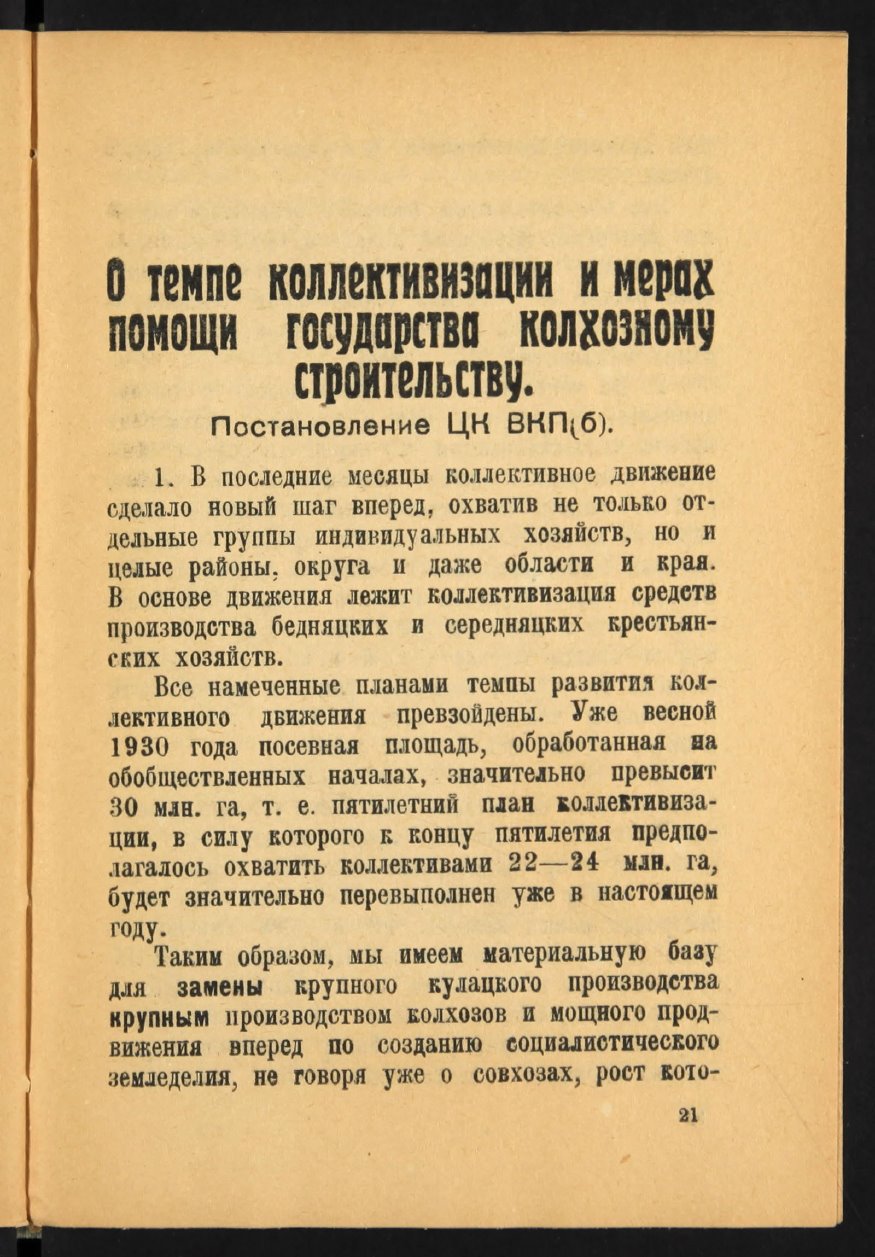 О темпе коллективизации и мерах
помощи государства колхозному
строительству.
Постановление ЦК ВКП(б).
1. В последние месяцы коллективное движение
сделало новый шаг вперед, охватив не только от-
дельные группы индивидуальных хозяйств, но и
целые районы, округа и даже области и края.
В основе движения лежит коллективизация средств
производства бедняцких и середняцких крестьян-
ских хозяйств.
Все намеченные планами темпы развития кол-
лективного движения превзойдены. Уже весной
1930 года посевная площадь, обработанная на
обобществленных началах, значительно превысит
30 млн. га, т. е. пятилетний план коллективиза-
ции, в силу которого к концу пятилетия предпо-
лагалось охватить коллективами 22—24 млн. га,
будет значительно перевыполнен уже в настоящем
году.
Таким образом, мы имеем материальную базу
для замены крупного кулацкого производства
крупным производством колхозов и мощного прод-
вижения вперед по созданию социалистического
земледелия, не говоря уже о совхозах, рост кото-
21